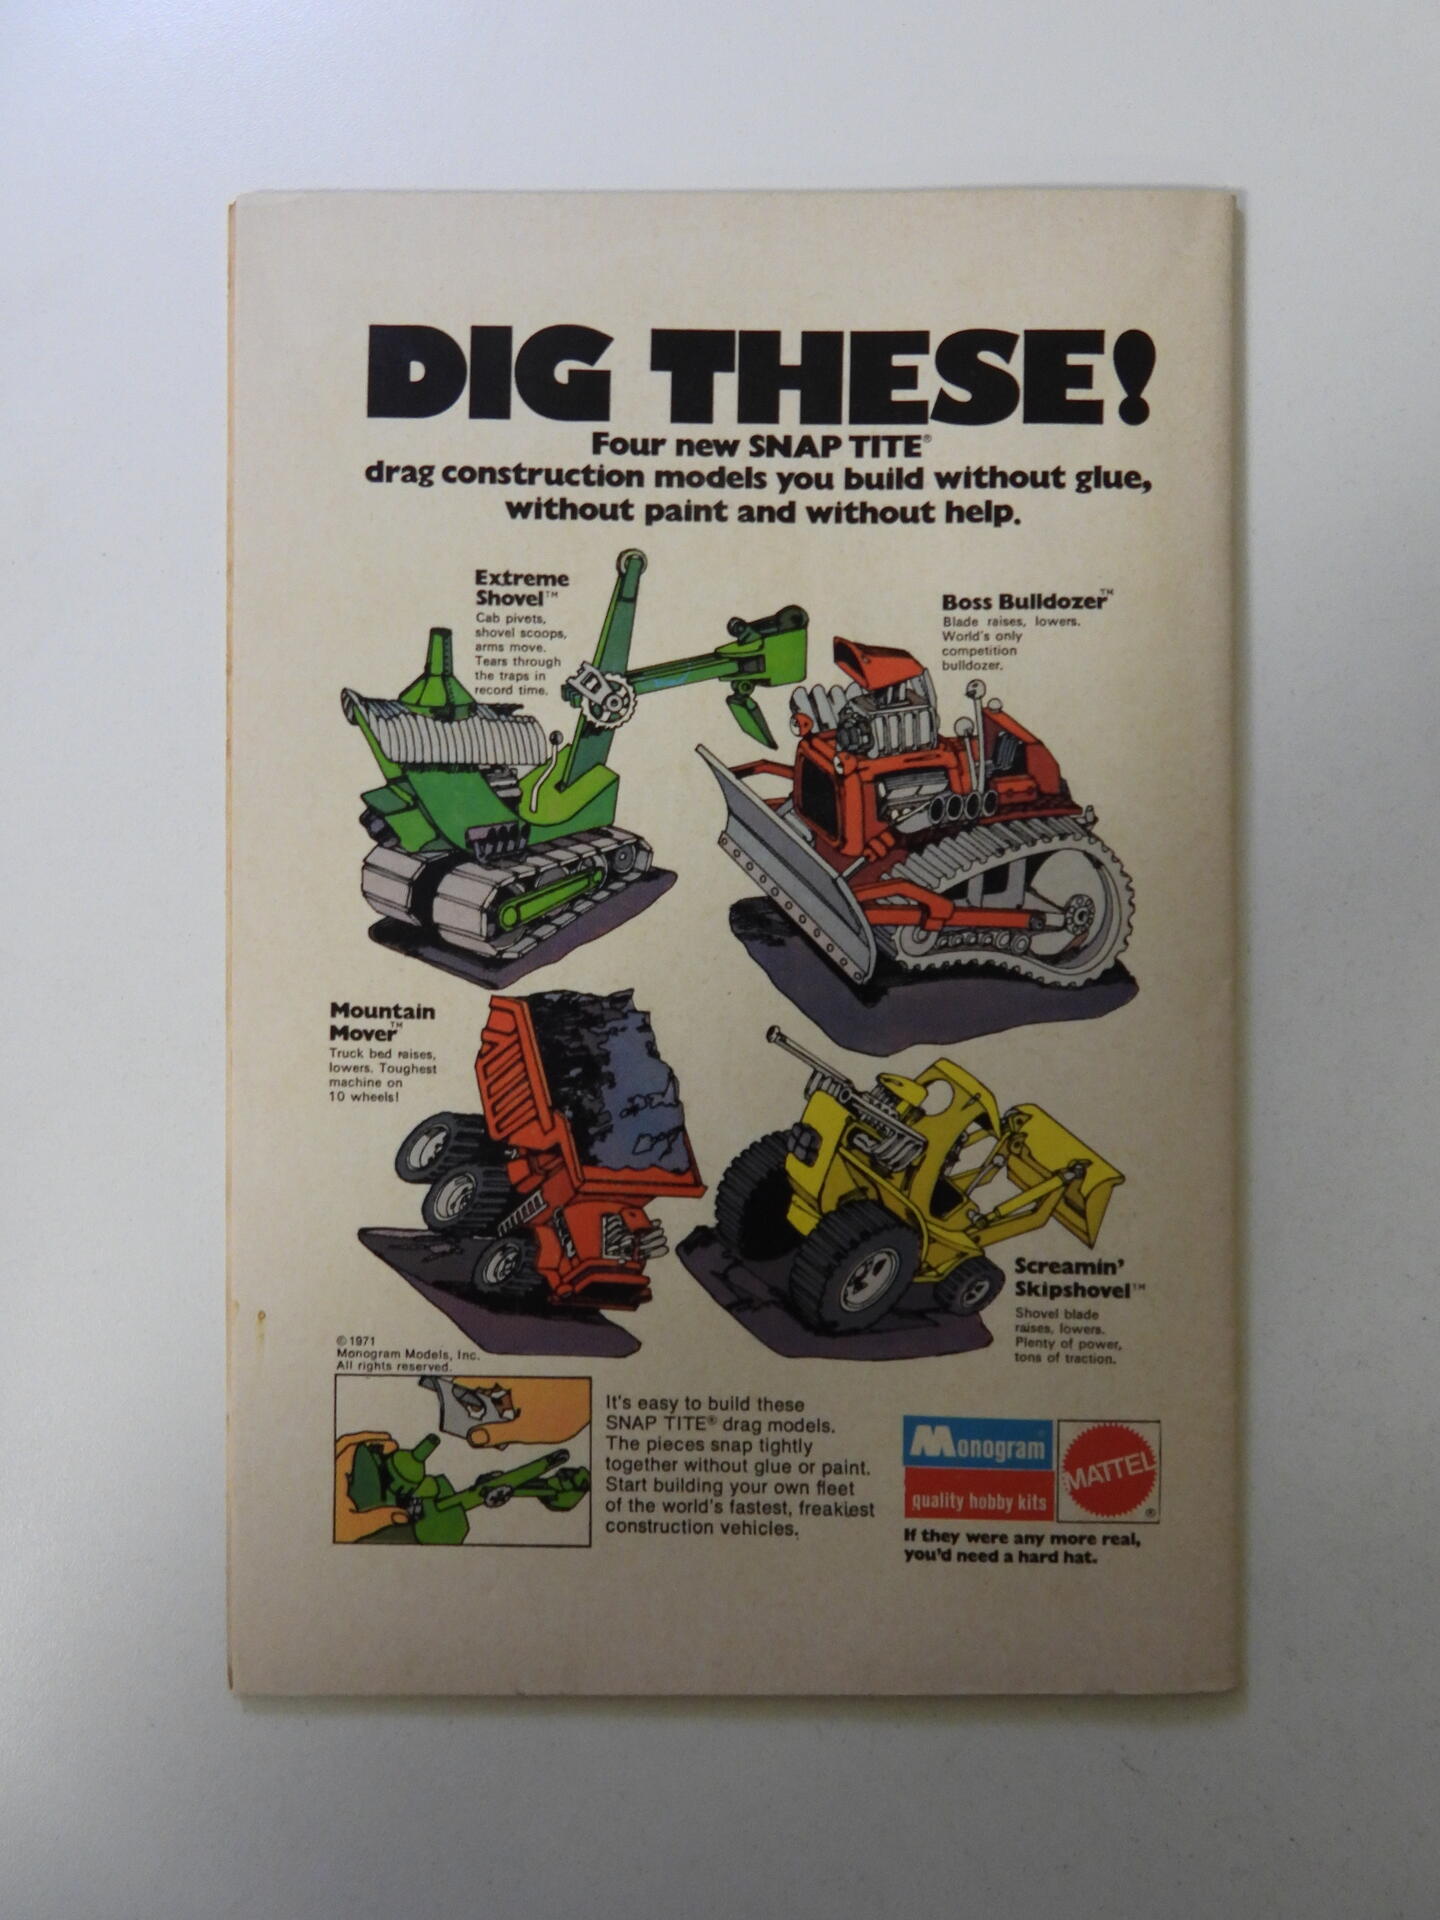 DIG THESE!
Four new SNAP TITE®
drag construction models you build without glue,
without paint and without help.
Extreme
Shovel™
Cab pivots,
shovel scoops,
arms move.
Tears through
the traps in
record time.
Boss Bulldozer™
Blade raises, lowers.
World's only
competition
bulldozer.
Mountain
Mover™
Truck bed raises,
lowers. Toughest
machine on
10 wheels!
Screamin'
Skipshovel™
Shovel blade
raises, lowers.
Plenty of power,
tons of traction.
©1971
Monogram Models, Inc.
All rights reserved.
It's easy to build these
SNAP TITE® drag models.
The pieces snap tightly
together without glue or paint.
Start building your own fleet
of the world's fastest, freakiest
construction vehicles.
Monogram
quality hobby kits
MATTEL
®
If they were any more real,
you'd need a hard hat.